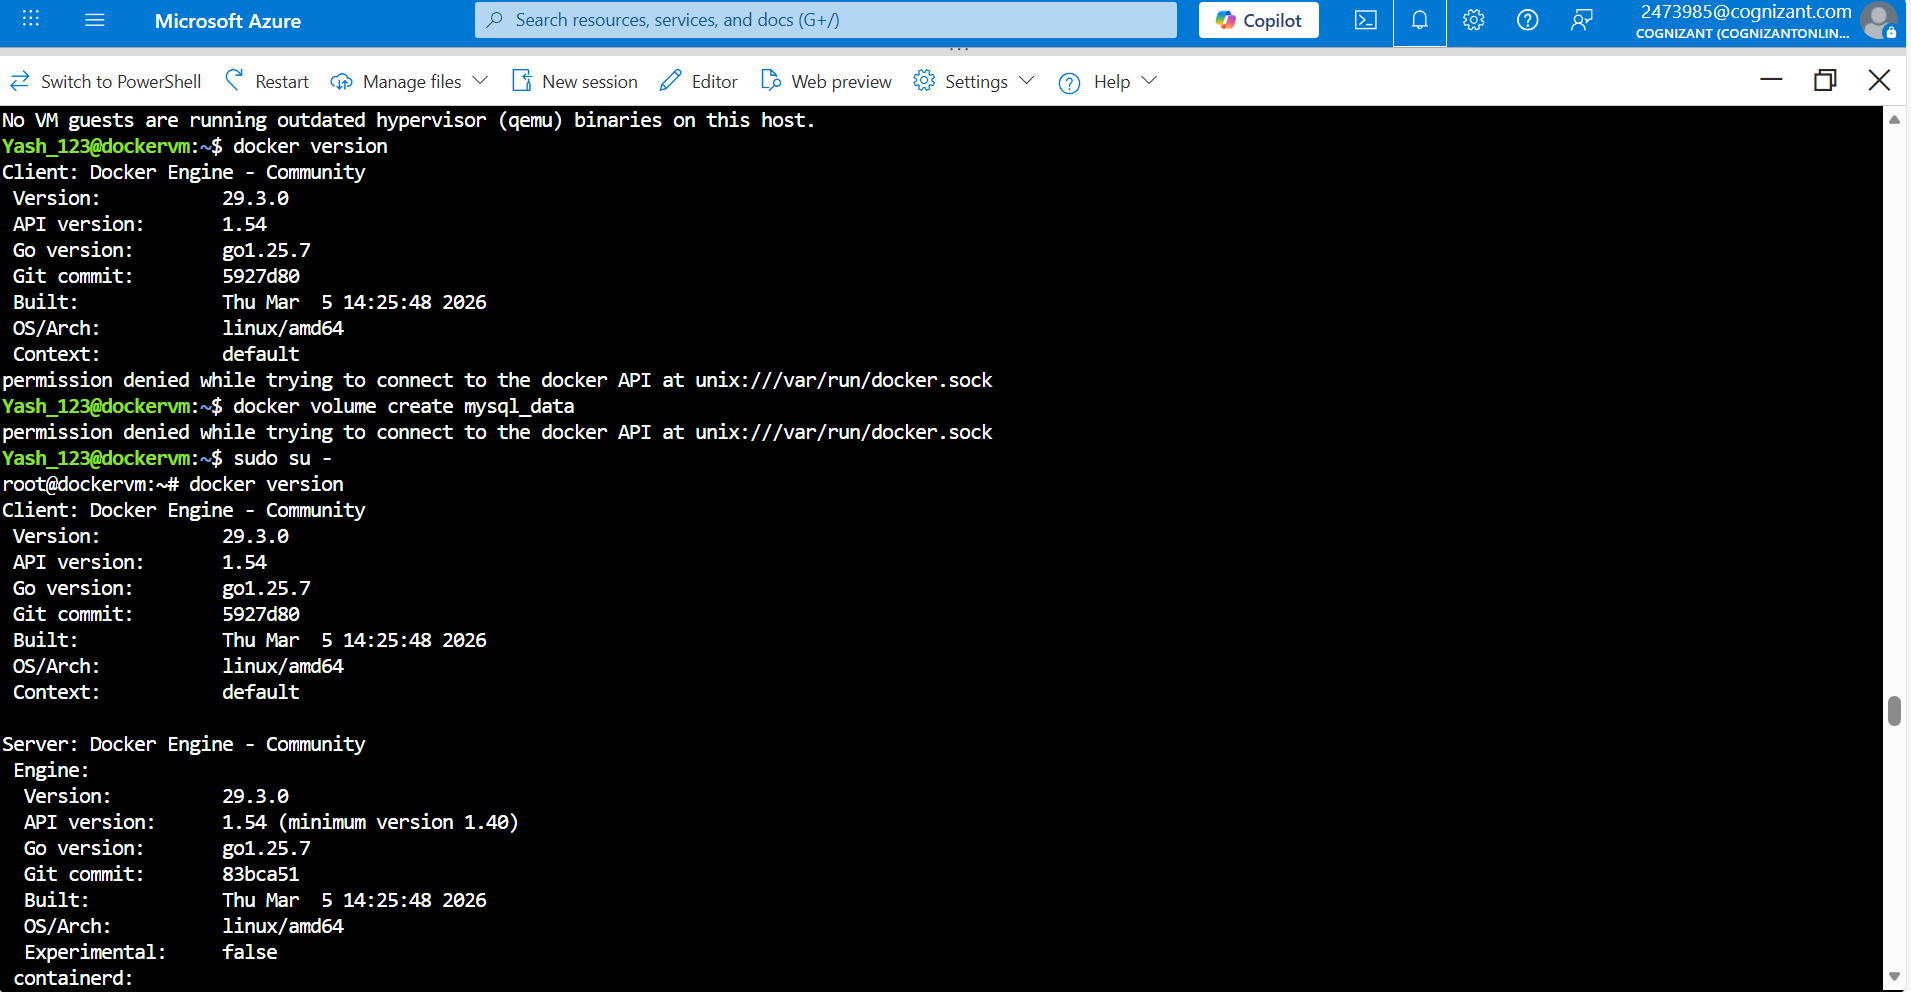 Microsoft Azure
Search resources, services, and docs (G+/)
Copilot
2473985@cognizant.com
COGNIZANT (COGNIZANTONLIN...
Switch to PowerShell
Restart
Manage files
New session
Editor
Web preview
Settings
Help
No VM guests are running outdated hypervisor (qemu) binaries on this host.
Yash_123@dockervm:~$ docker version
Client: Docker Engine - Community
 Version:           29.3.0
 API version:       1.54
 Go version:        go1.25.7
 Git commit:        5927d80
 Built:             Thu Mar  5 14:25:48 2026
 OS/Arch:           linux/amd64
 Context:           default
permission denied while trying to connect to the docker API at unix:///var/run/docker.sock
Yash_123@dockervm:~$ docker volume create mysql_data
permission denied while trying to connect to the docker API at unix:///var/run/docker.sock
Yash_123@dockervm:~$ sudo su -
root@dockervm:~# docker version
Client: Docker Engine - Community
 Version:           29.3.0
 API version:       1.54
 Go version:        go1.25.7
 Git commit:        5927d80
 Built:             Thu Mar  5 14:25:48 2026
 OS/Arch:           linux/amd64
 Context:           default

Server: Docker Engine - Community
 Engine:
  Version:          29.3.0
  API version:      1.54 (minimum version 1.40)
  Go version:       go1.25.7
  Git commit:       83bca51
  Built:            Thu Mar  5 14:25:48 2026
  OS/Arch:          linux/amd64
  Experimental:     false
 containerd: